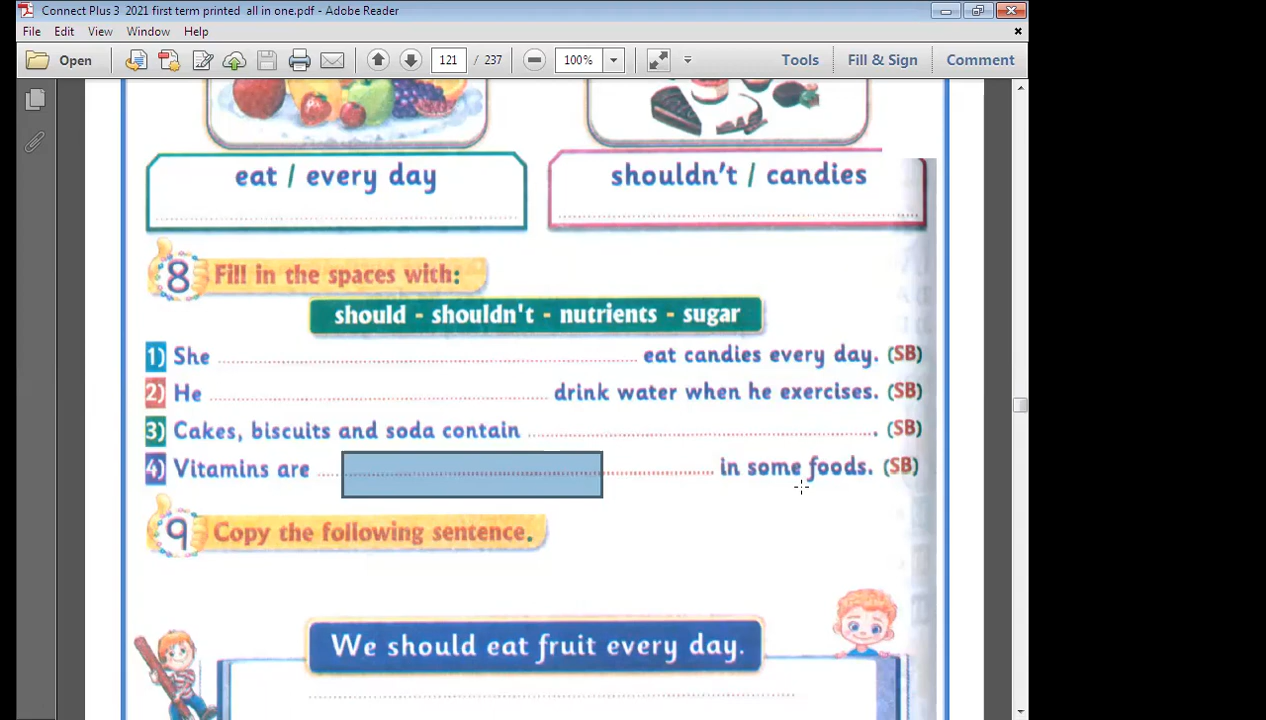 Connect Plus 3 2021 first term printed all in one.pdf - Adobe Reader
File Edit View Window Help
Open 121 / 237 100% Tools Fill & Sign Comment
eat / every day
shouldn't / candies
8 Fill in the spaces with:
should - shouldn't - nutrients - sugar
1) She ........ eat candies every day. (SB)
2) He ........ drink water when he exercises. (SB)
3) Cakes, biscuits and soda contain ........ . (SB)
4) Vitamins are ........ in some foods. (SB)
9 Copy the following sentence.
We should eat fruit every day.